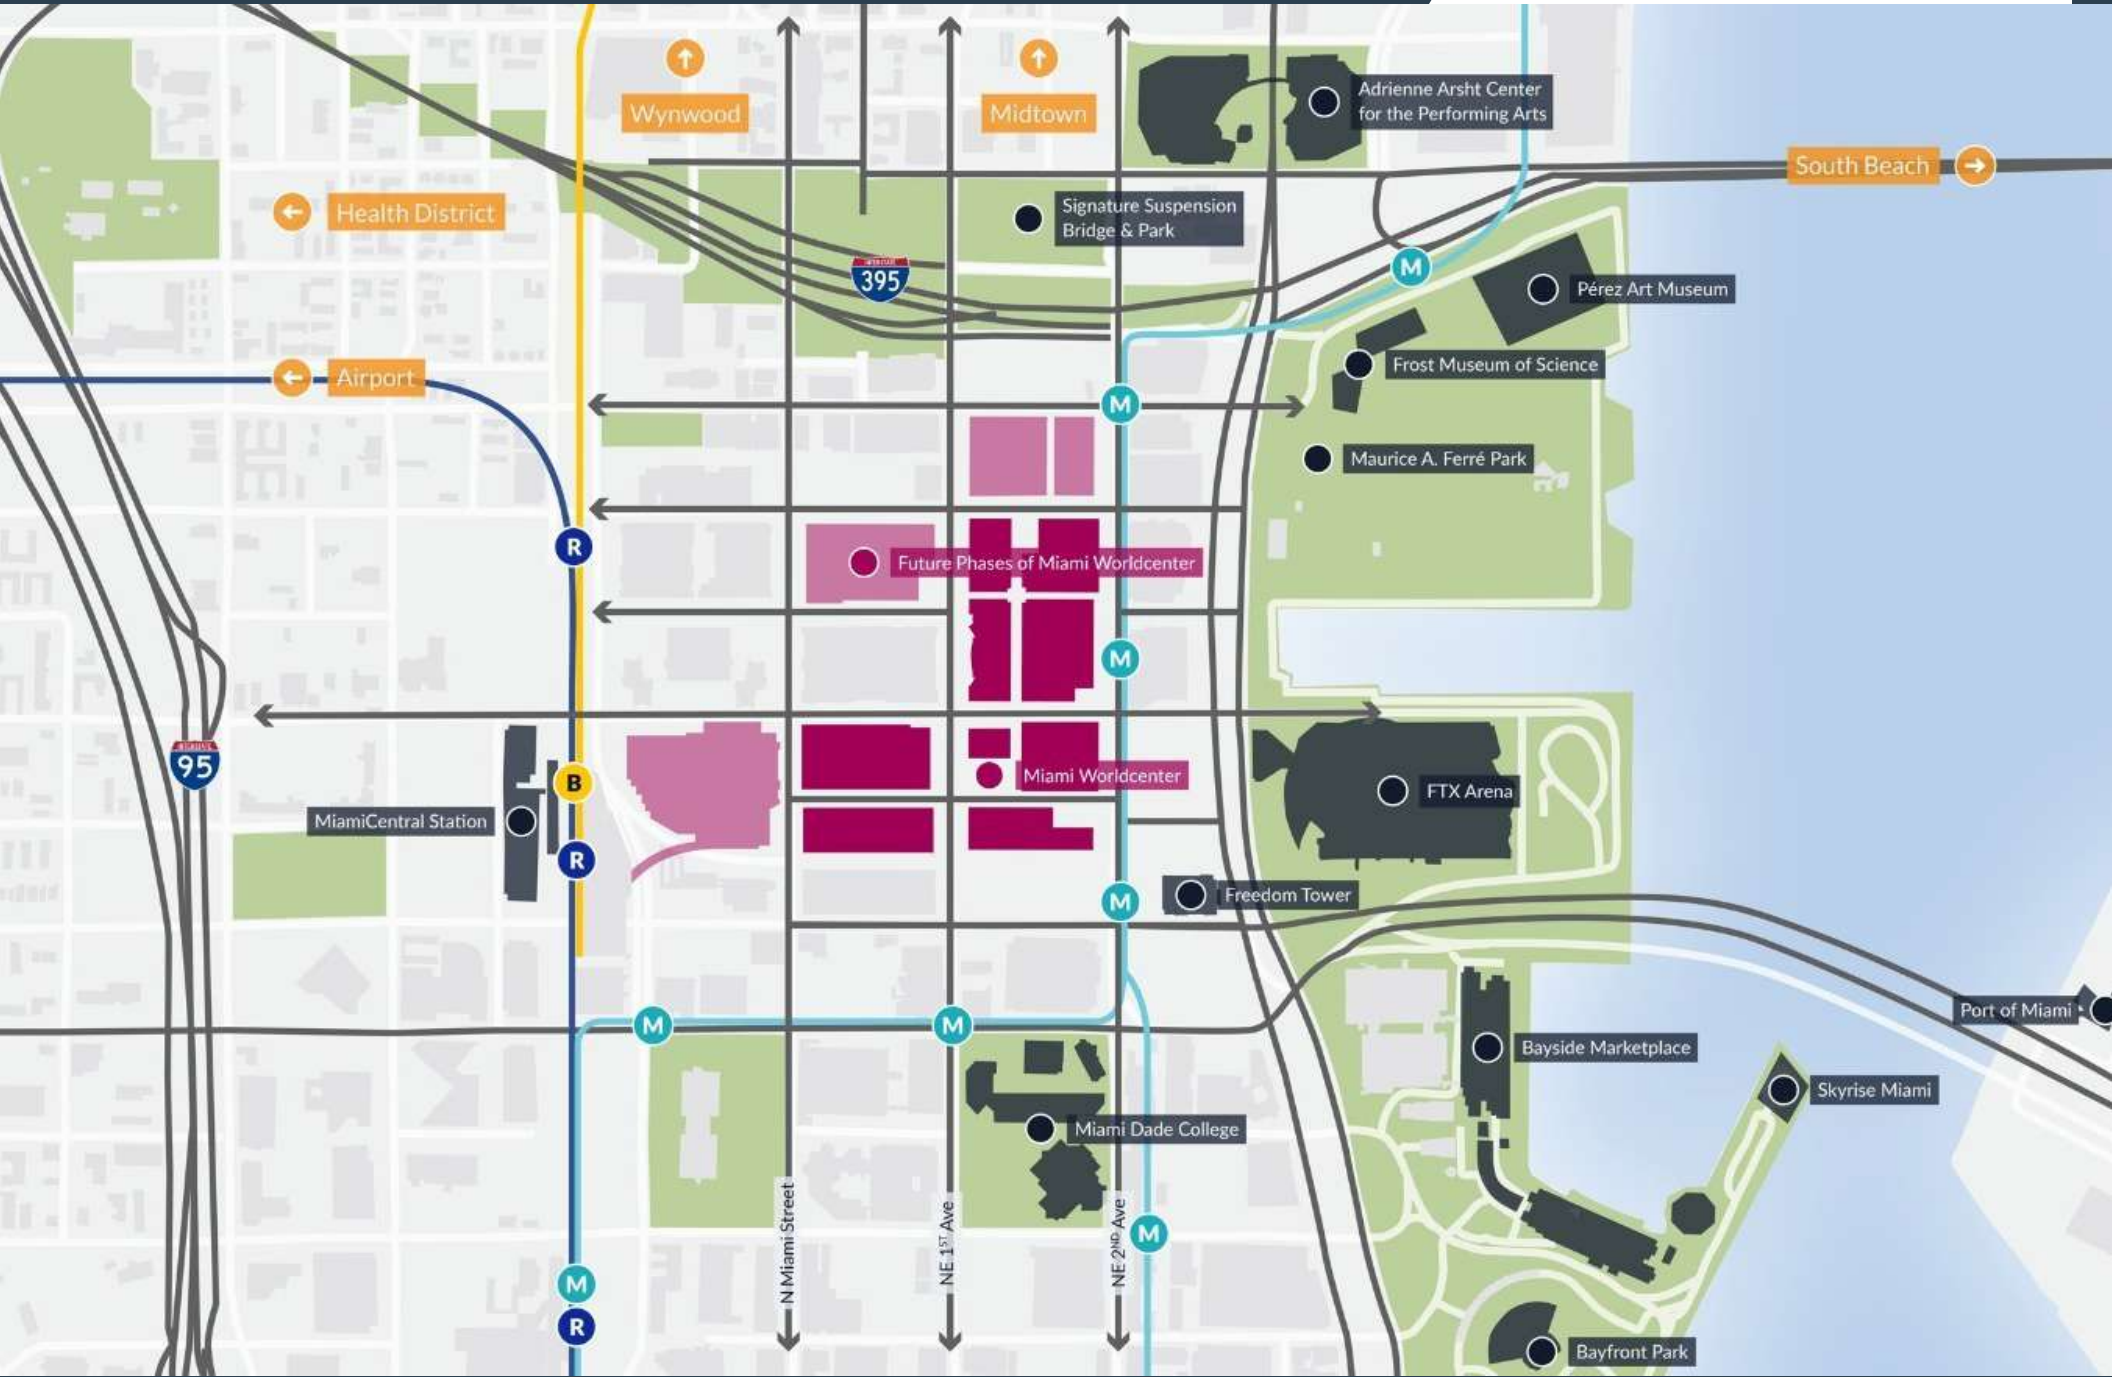 Wynwood
Midtown
Adrienne Arsht Center
for the Performing Arts
South Beach
Health District
Signature Suspension
Bridge & Park
INTERSTATE
395
Pérez Art Museum
Frost Museum of Science
Airport
M
M
Maurice A. Ferré Park
R
Future Phases of Miami Worldcenter
M
95
B
Miami Worldcenter
FTX Arena
MiamiCentral Station
R
M
Freedom Tower
M
M
Port of Miami
Bayside Marketplace
Skyrise Miami
Miami Dade College
N Miami Street
NE 1ST Ave
NE 2ND Ave
M
M
R
Bayfront Park